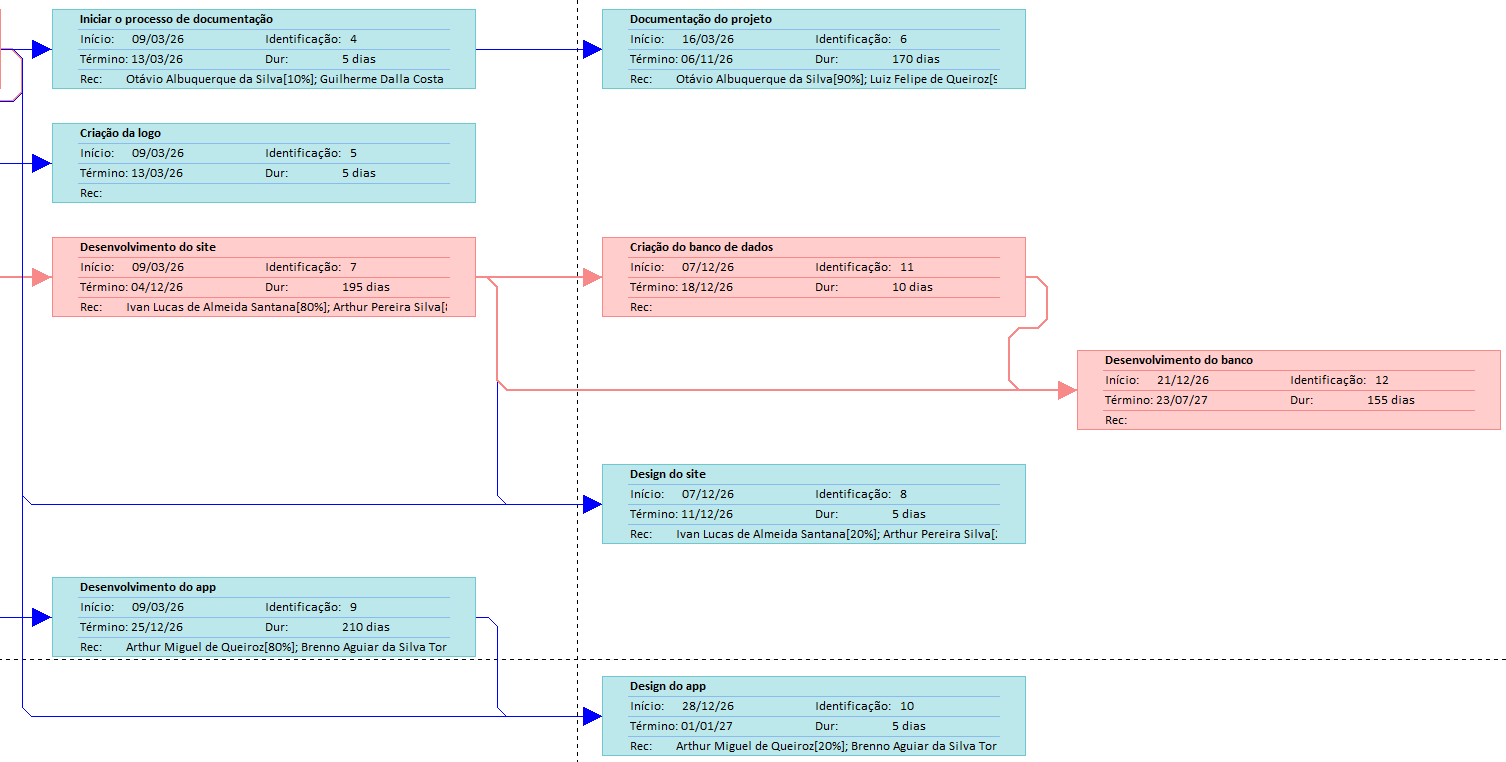 Iniciar o processo de documentação
Início: 09/03/26 Identificação: 4
Término: 13/03/26 Dur: 5 dias
Rec: Otávio Albuquerque da Silva[10%]; Guilherme Dalla Costa
Documentação do projeto
Início: 16/03/26 Identificação: 6
Término: 06/11/26 Dur: 170 dias
Rec: Otávio Albuquerque da Silva[90%]; Luiz Felipe de Queiroz[9
Criação da logo
Início: 09/03/26 Identificação: 5
Término: 13/03/26 Dur: 5 dias
Rec:
Desenvolvimento do site
Início: 09/03/26 Identificação: 7
Término: 04/12/26 Dur: 195 dias
Rec: Ivan Lucas de Almeida Santana[80%]; Arthur Pereira Silva[
Criação do banco de dados
Início: 07/12/26 Identificação: 11
Término: 18/12/26 Dur: 10 dias
Rec:
Desenvolvimento do banco
Início: 21/12/26 Identificação: 12
Término: 23/07/27 Dur: 155 dias
Rec:
Design do site
Início: 07/12/26 Identificação: 8
Término: 11/12/26 Dur: 5 dias
Rec: Ivan Lucas de Almeida Santana[20%]; Arthur Pereira Silva[
Desenvolvimento do app
Início: 09/03/26 Identificação: 9
Término: 25/12/26 Dur: 210 dias
Rec: Arthur Miguel de Queiroz[80%]; Brenno Aguiar da Silva Tor
Design do app
Início: 28/12/26 Identificação: 10
Término: 01/01/27 Dur: 5 dias
Rec: Arthur Miguel de Queiroz[20%]; Brenno Aguiar da Silva Tor